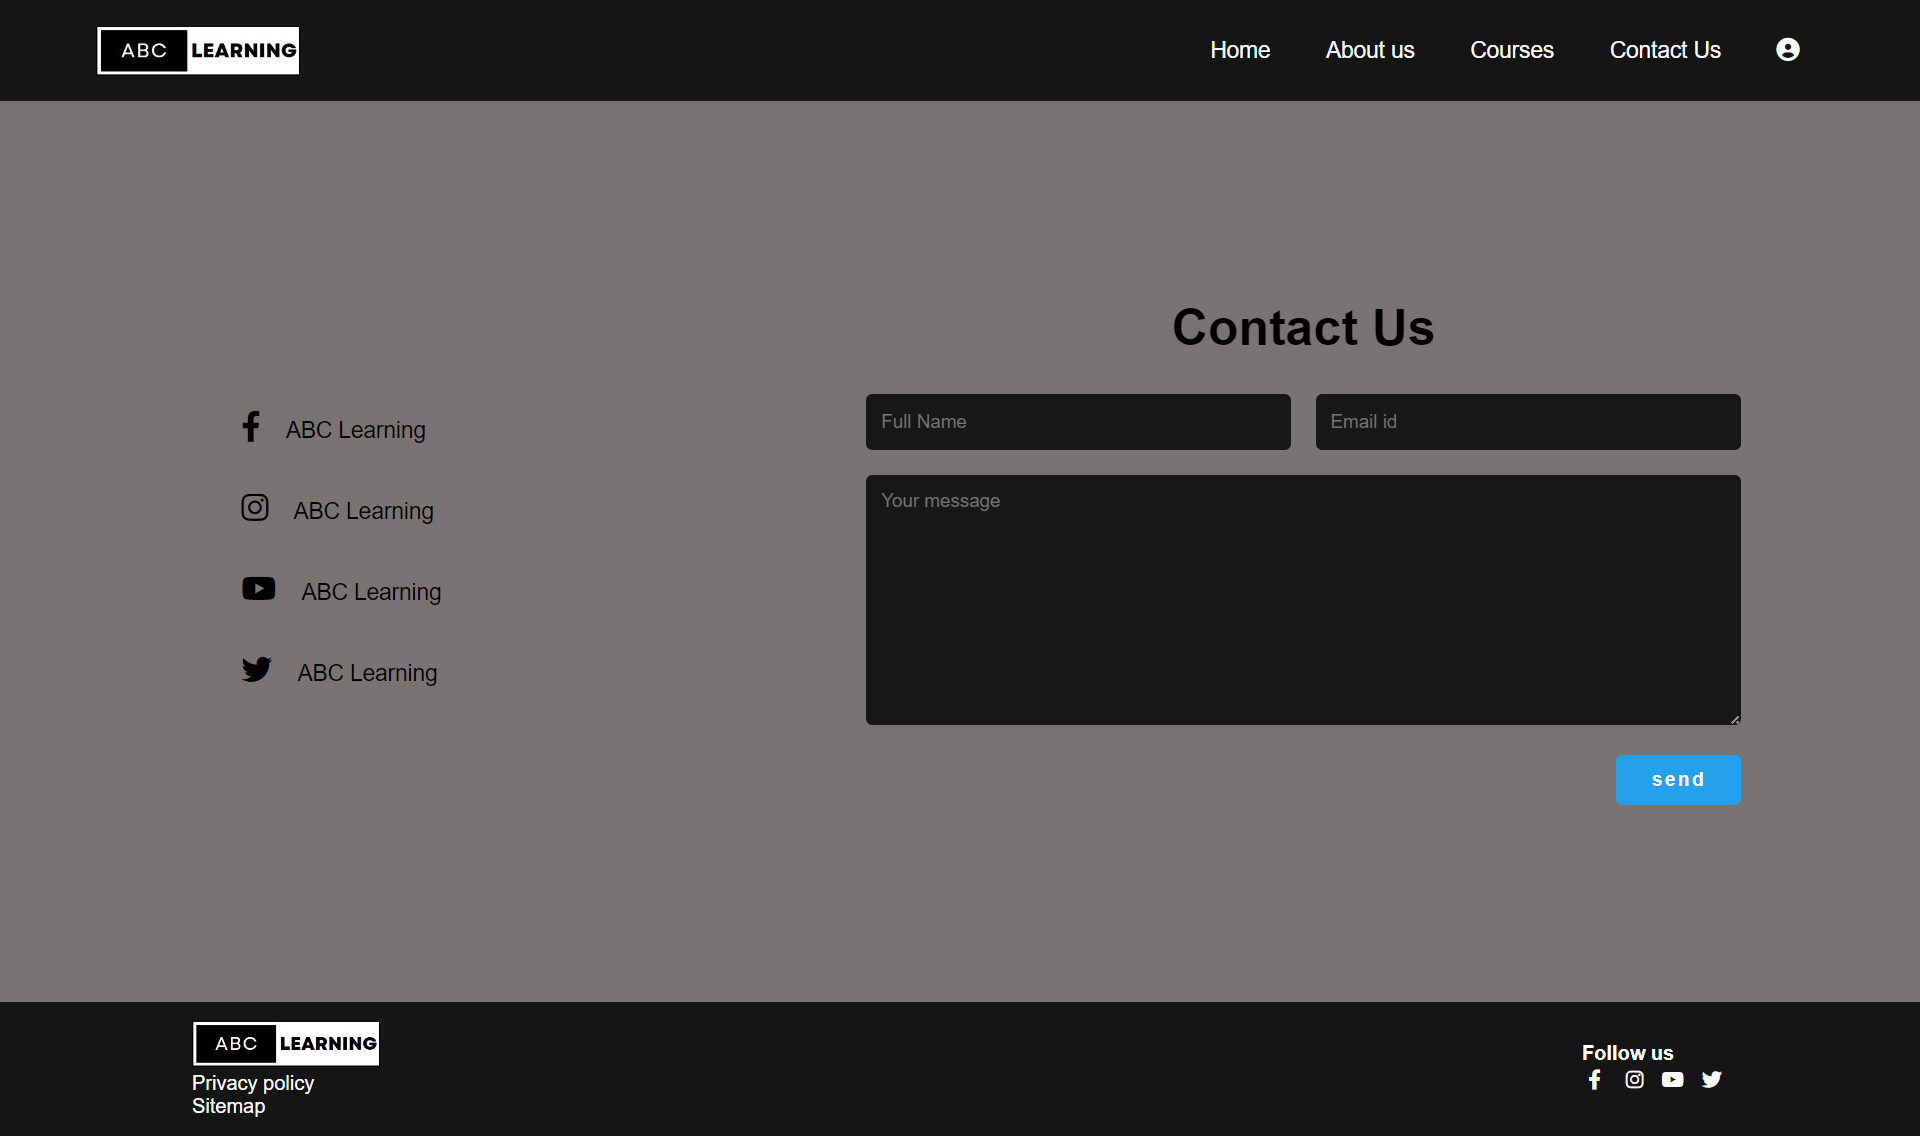 ABC LEARNING
Home About us Courses Contact Us
Contact Us
ABC Learning
ABC Learning
ABC Learning
ABC Learning
Full Name Email id
Your message
send
ABC LEARNING
Privacy policy
Sitemap
Follow us